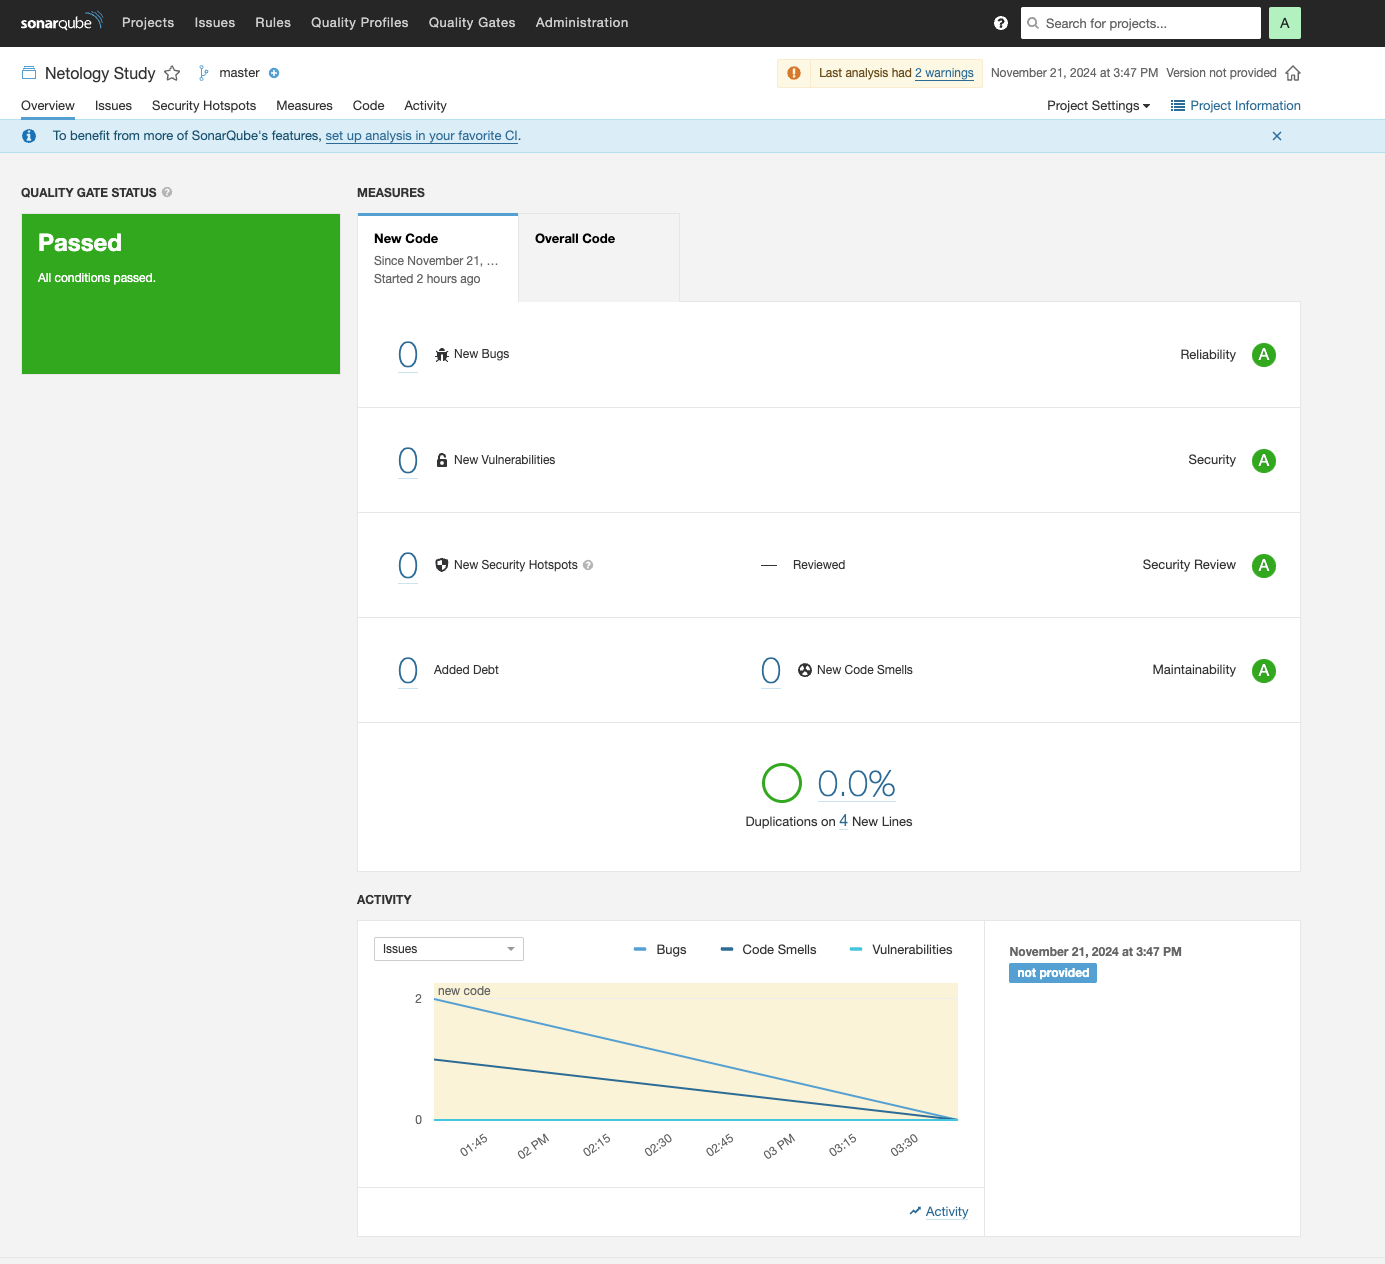 sonarqube Projects Issues Rules Quality Profiles Quality Gates Administration ? Search for projects... A
Netology Study master Last analysis had 2 warnings November 21, 2024 at 3:47 PM Version not provided
Overview Issues Security Hotspots Measures Code Activity Project Settings Project Information
To benefit from more of SonarQube's features, set up analysis in your favorite CI.
QUALITY GATE STATUS ?
Passed
All conditions passed.
MEASURES
New Code
Since November 21, …
Started 2 hours ago
Overall Code
0 New Bugs Reliability A
0 New Vulnerabilities Security A
0 New Security Hotspots ? — Reviewed Security Review A
0 Added Debt 0 New Code Smells Maintainability A
0.0%
Duplications on 4 New Lines
ACTIVITY
Issues Bugs Code Smells Vulnerabilities
new code
2
0
01:45 02 PM 02:15 02:30 02:45 03 PM 03:15 03:30
Activity
November 21, 2024 at 3:47 PM
not provided